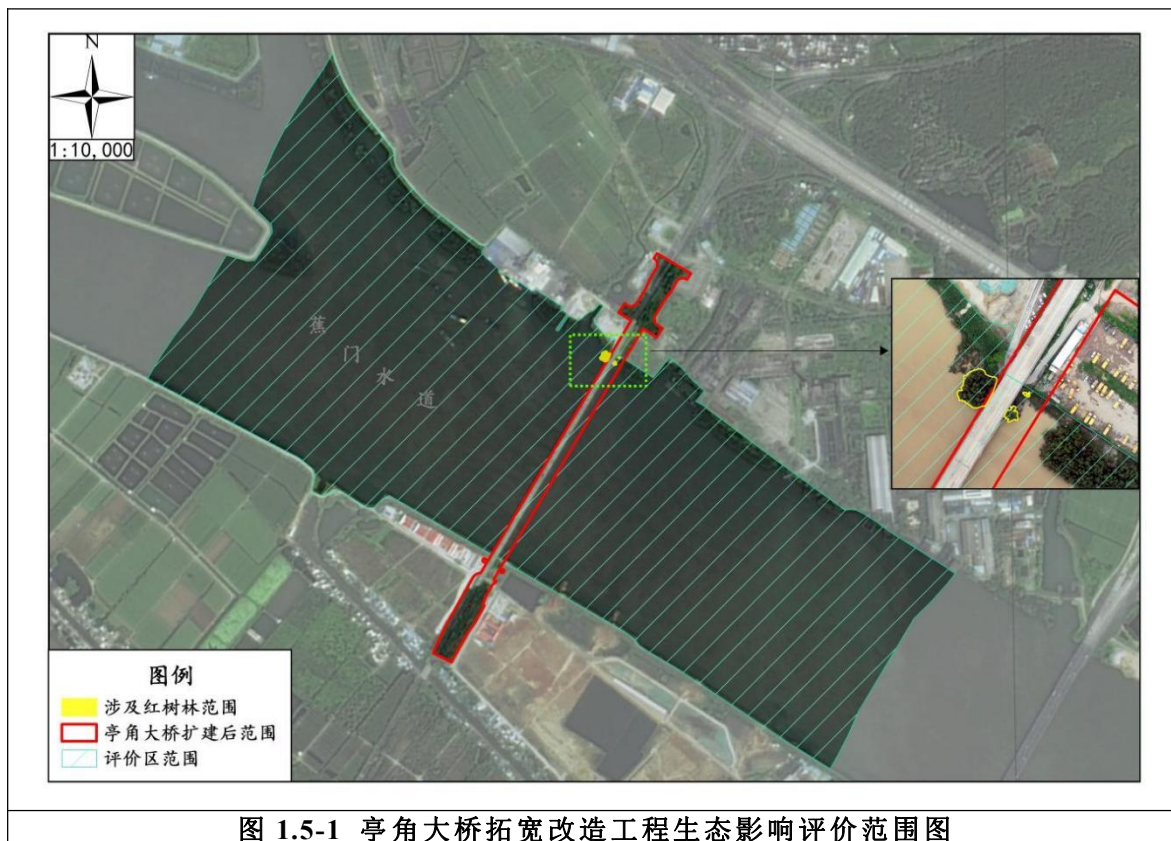 N
1:10,000
蕉门水道
图例
涉及红树林范围
亭角大桥扩建后范围
评价区范围
图 1.5-1 亭角大桥拓宽改造工程生态影响评价范围图